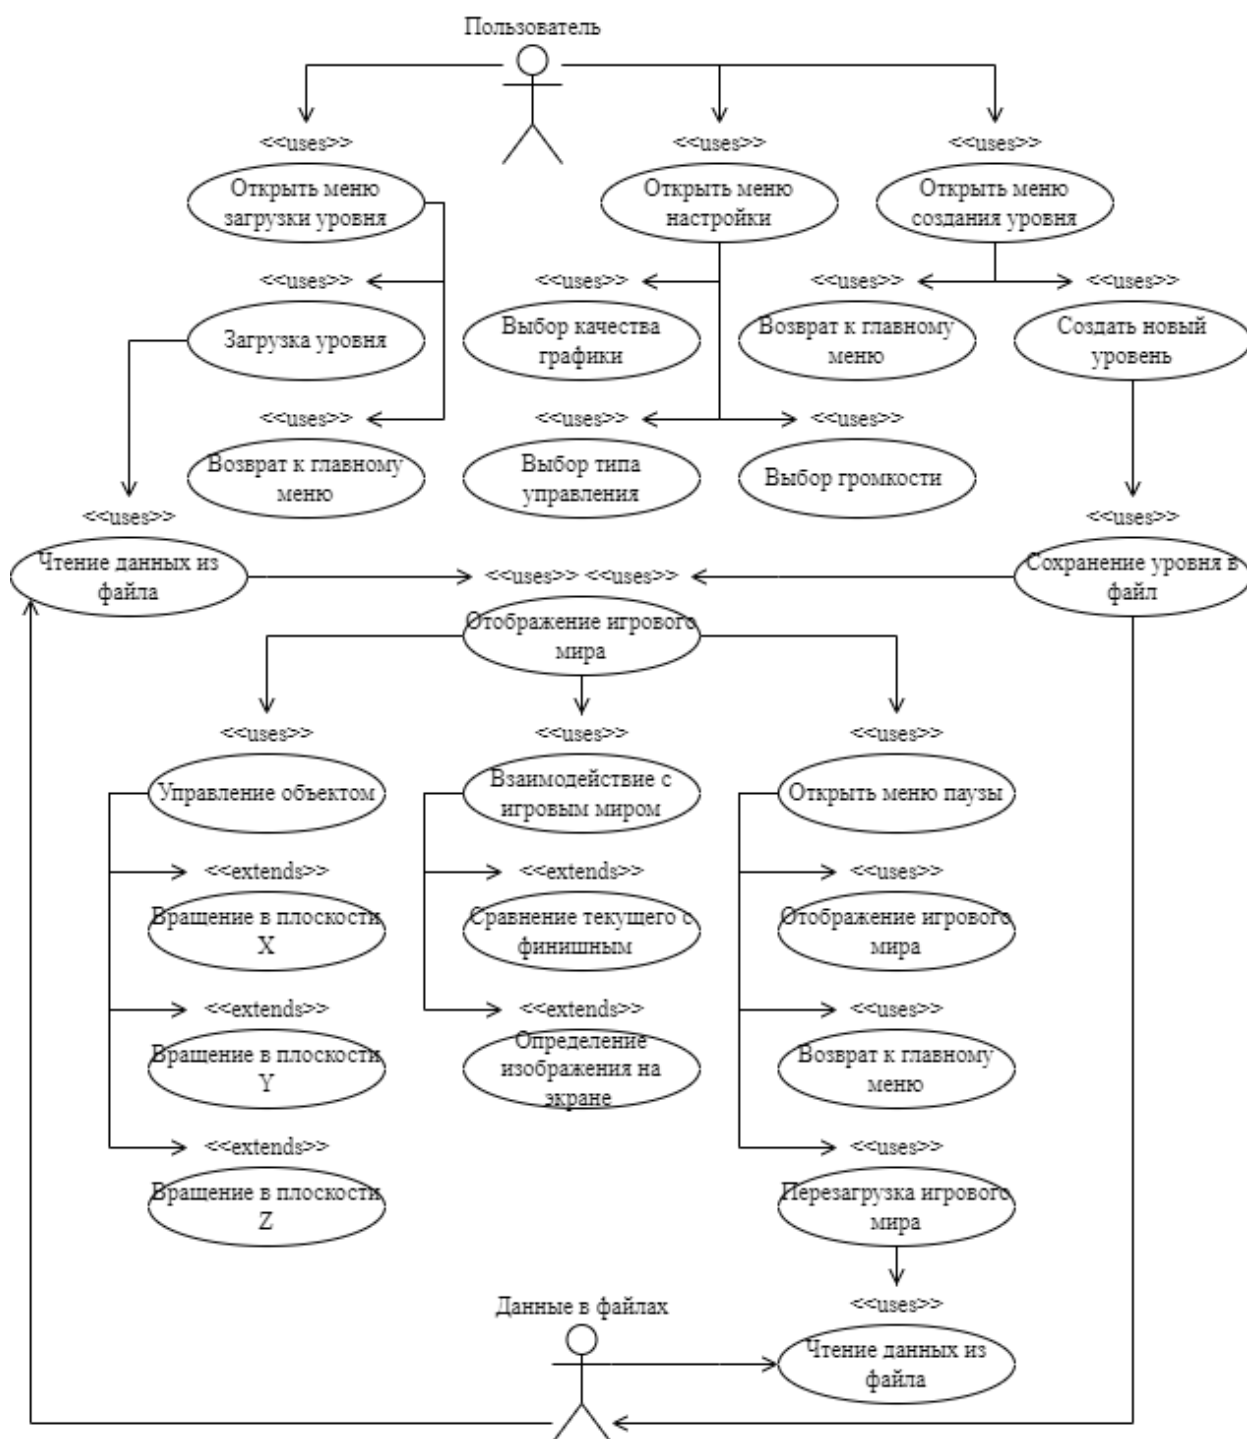 Пользователь
<<uses>>
<<uses>>
<<uses>>
Открыть меню
загрузки уровня
Открыть меню
настройки
Открыть меню
создания уровня
<<uses>>
<<uses>>
<<uses>>
<<uses>>
Загрузка уровня
Выбор качества
графики
Возврат к главному
меню
Создать новый
уровень
<<uses>>
<<uses>>
<<uses>>
Возврат к главному
меню
Выбор типа
управления
Выбор громкости
<<uses>>
<<uses>>
Чтение данных из
файла
<<uses>> <<uses>>
Сохранение уровня в
файл
Отображение игрового
мира
<<uses>>
<<uses>>
<<uses>>
Управление объектом
Взаимодействие с
игровым миром
Открыть меню паузы
<<extends>>
<<extends>>
<<uses>>
Вращение в плоскости
X
Сравнение текущего с
финишным
Отображение игрового
мира
<<extends>>
<<extends>>
<<uses>>
Вращение в плоскости
Y
Определение
изображения на
экране
Возврат к главному
меню
<<extends>>
<<uses>>
Вращение в плоскости
Z
Перезагрузка игрового
мира
Данные в файлах
<<uses>>
Чтение данных из
файла